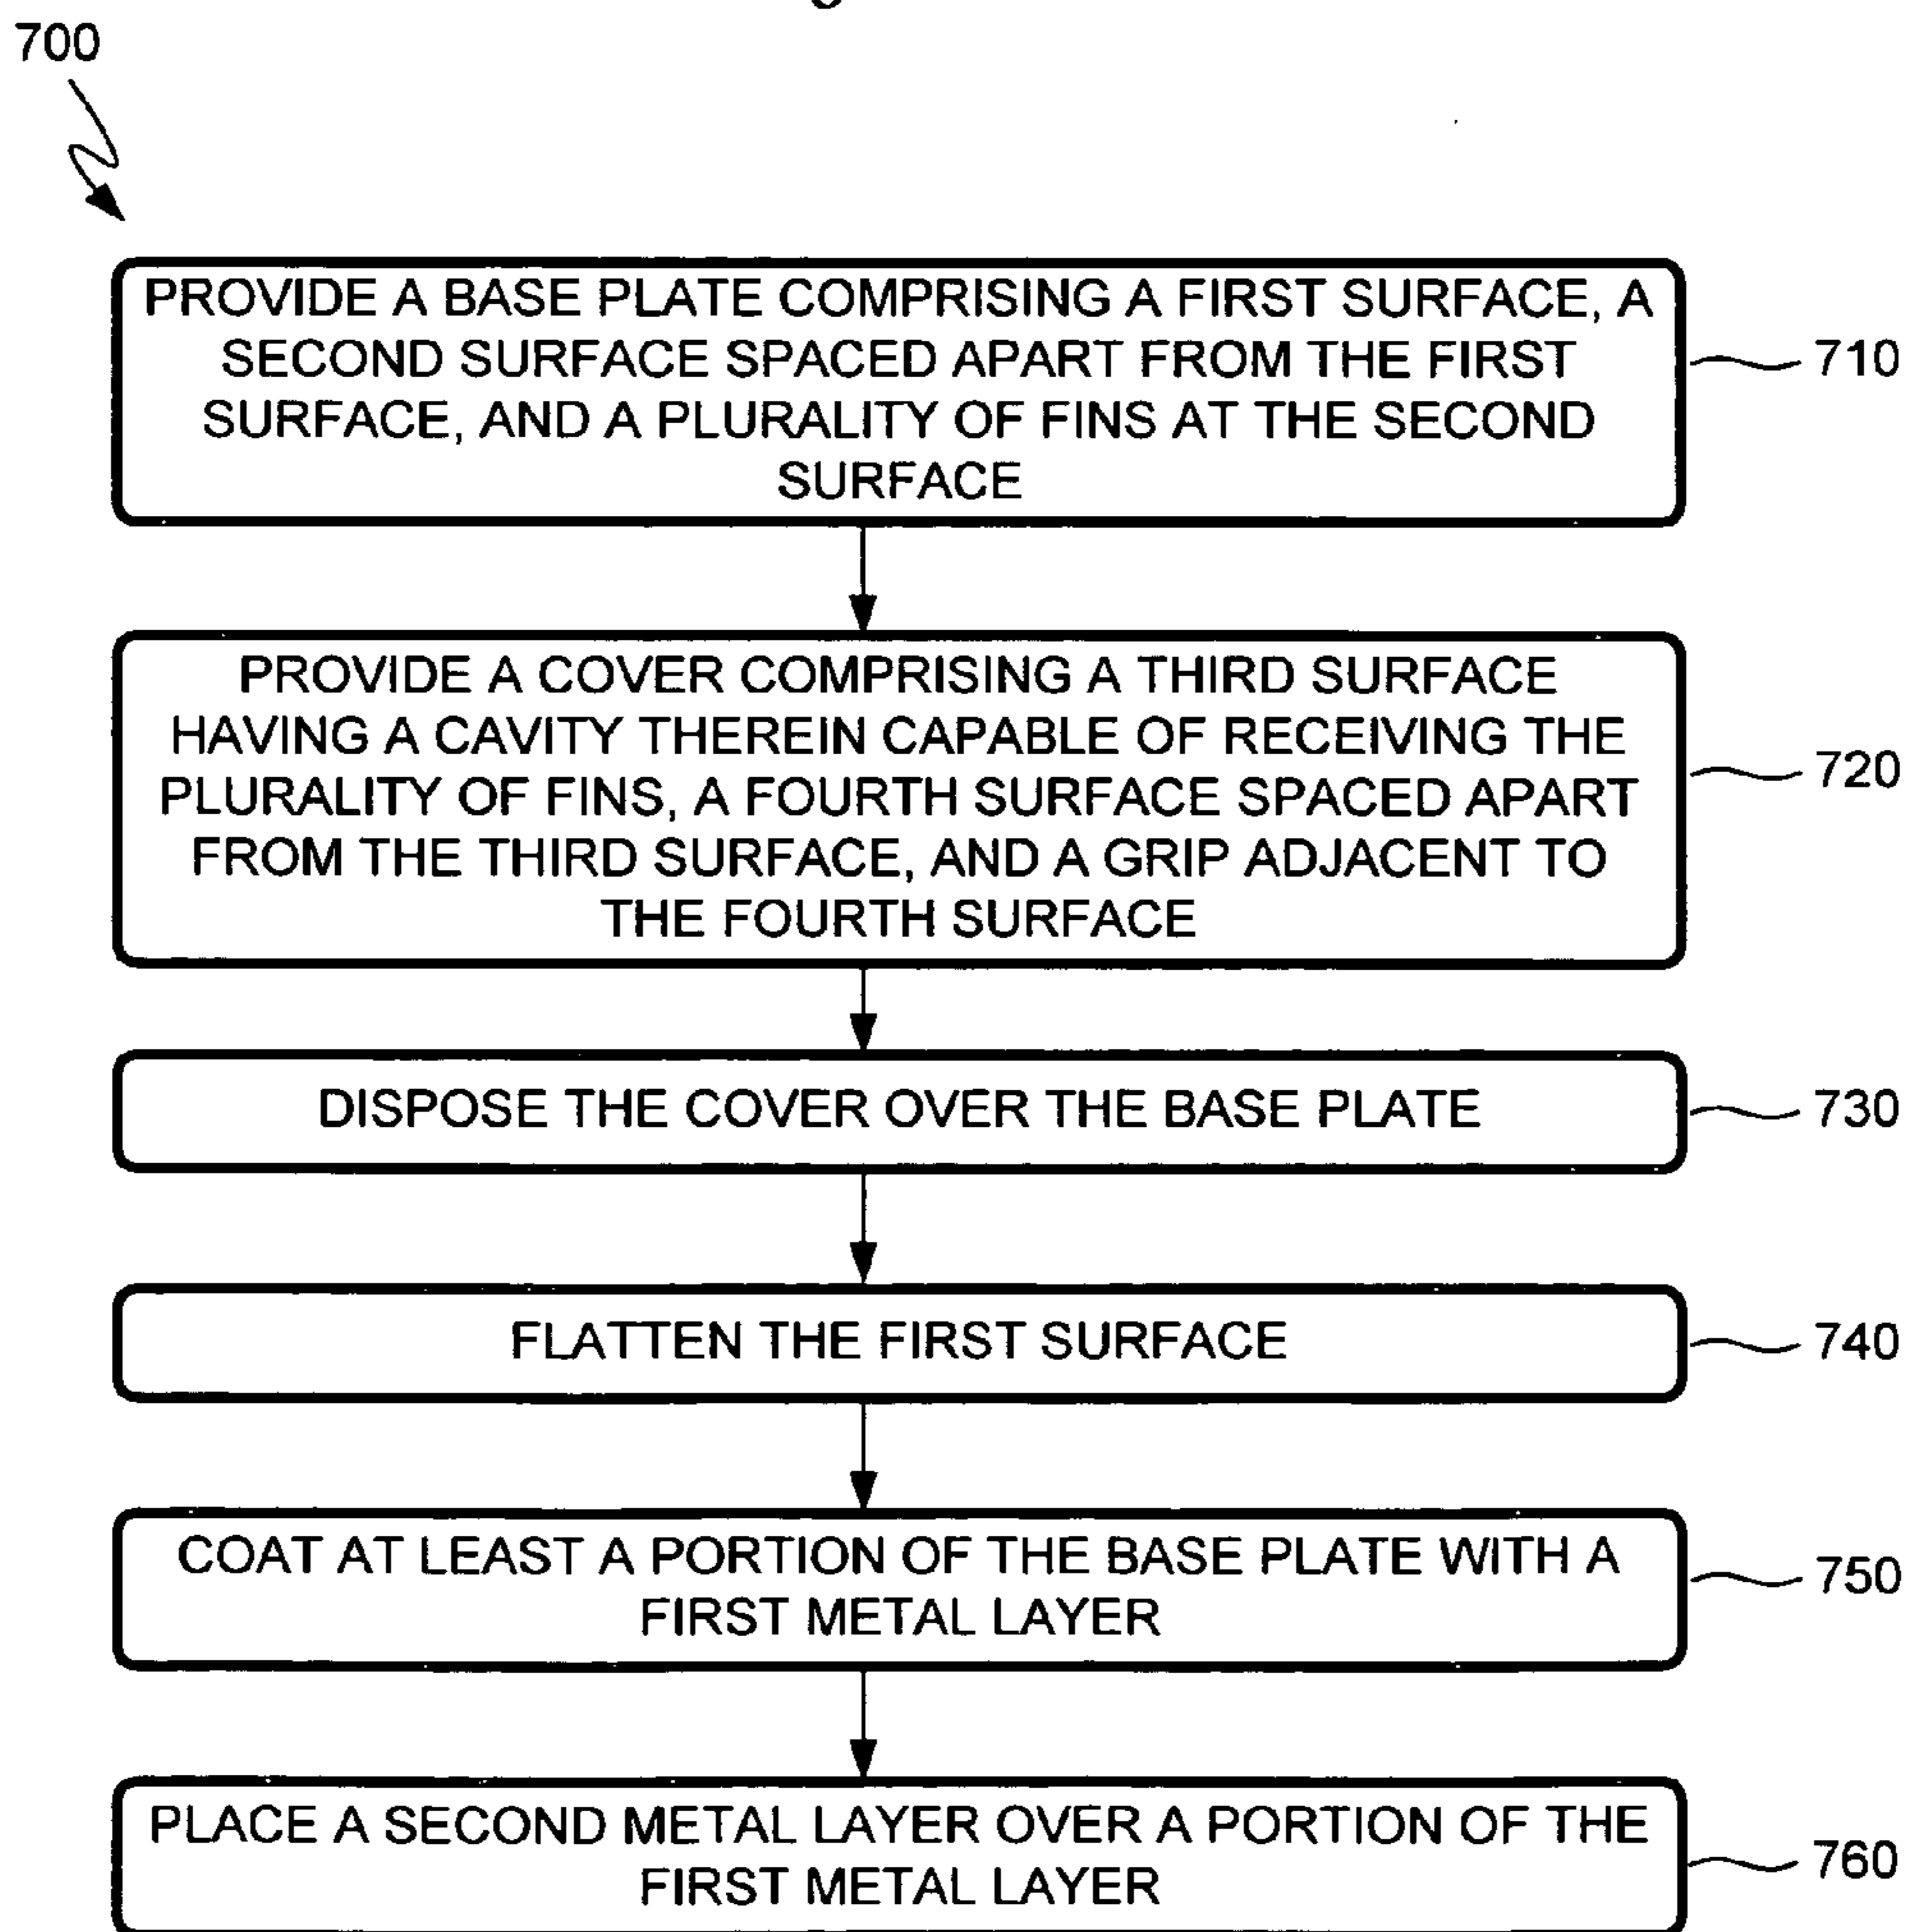 700
PROVIDE A BASE PLATE COMPRISING A FIRST SURFACE, A
SECOND SURFACE SPACED APART FROM THE FIRST
SURFACE, AND A PLURALITY OF FINS AT THE SECOND
SURFACE
710
PROVIDE A COVER COMPRISING A THIRD SURFACE
HAVING A CAVITY THEREIN CAPABLE OF RECEIVING THE
PLURALITY OF FINS, A FOURTH SURFACE SPACED APART
FROM THE THIRD SURFACE, AND A GRIP ADJACENT TO
THE FOURTH SURFACE
720
DISPOSE THE COVER OVER THE BASE PLATE
730
FLATTEN THE FIRST SURFACE
740
COAT AT LEAST A PORTION OF THE BASE PLATE WITH A
FIRST METAL LAYER
750
PLACE A SECOND METAL LAYER OVER A PORTION OF THE
FIRST METAL LAYER
760